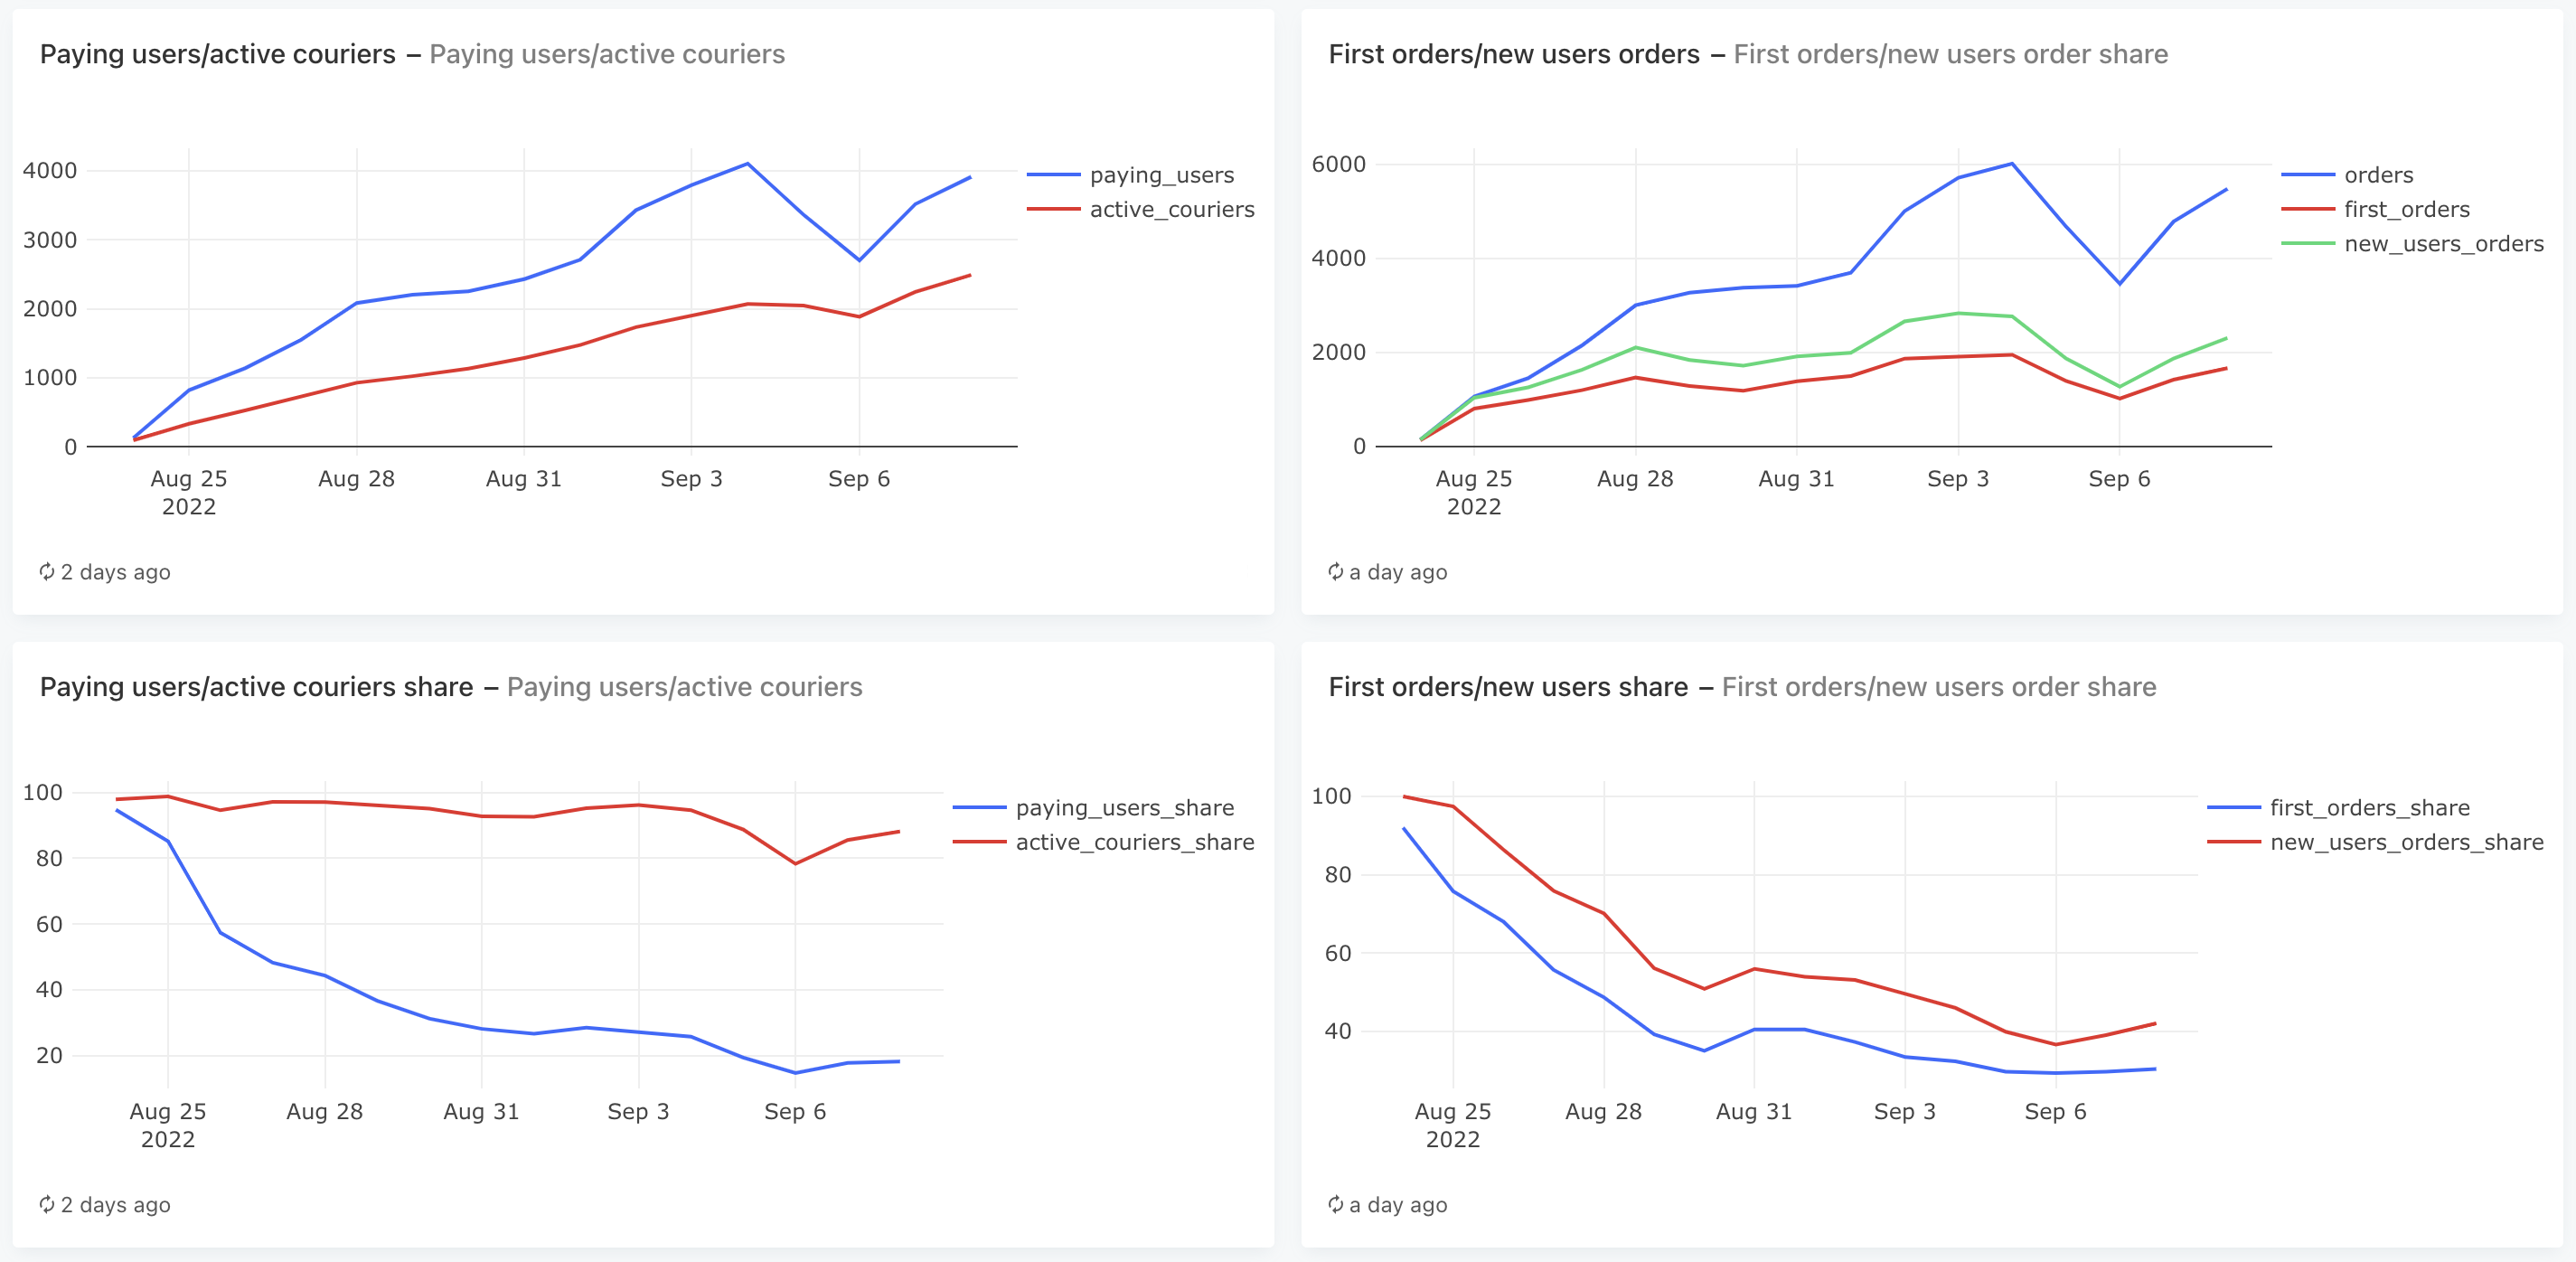 Paying users/active couriers – Paying users/active couriers
4000
3000
2000
1000
0
Aug 25
2022
Aug 28
Aug 31
Sep 3
Sep 6
paying_users
active_couriers
2 days ago
First orders/new users orders – First orders/new users order share
6000
4000
2000
0
Aug 25
2022
Aug 28
Aug 31
Sep 3
Sep 6
orders
first_orders
new_users_orders
a day ago
Paying users/active couriers share – Paying users/active couriers
100
80
60
40
20
Aug 25
2022
Aug 28
Aug 31
Sep 3
Sep 6
paying_users_share
active_couriers_share
2 days ago
First orders/new users share – First orders/new users order share
100
80
60
40
Aug 25
2022
Aug 28
Aug 31
Sep 3
Sep 6
first_orders_share
new_users_orders_share
a day ago